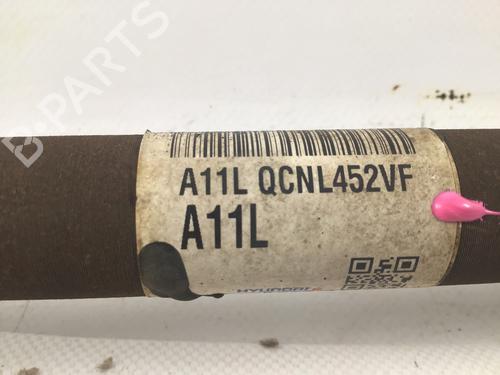 B-PARTS
A11L QCNL452VF
A11L
HYUNDAI